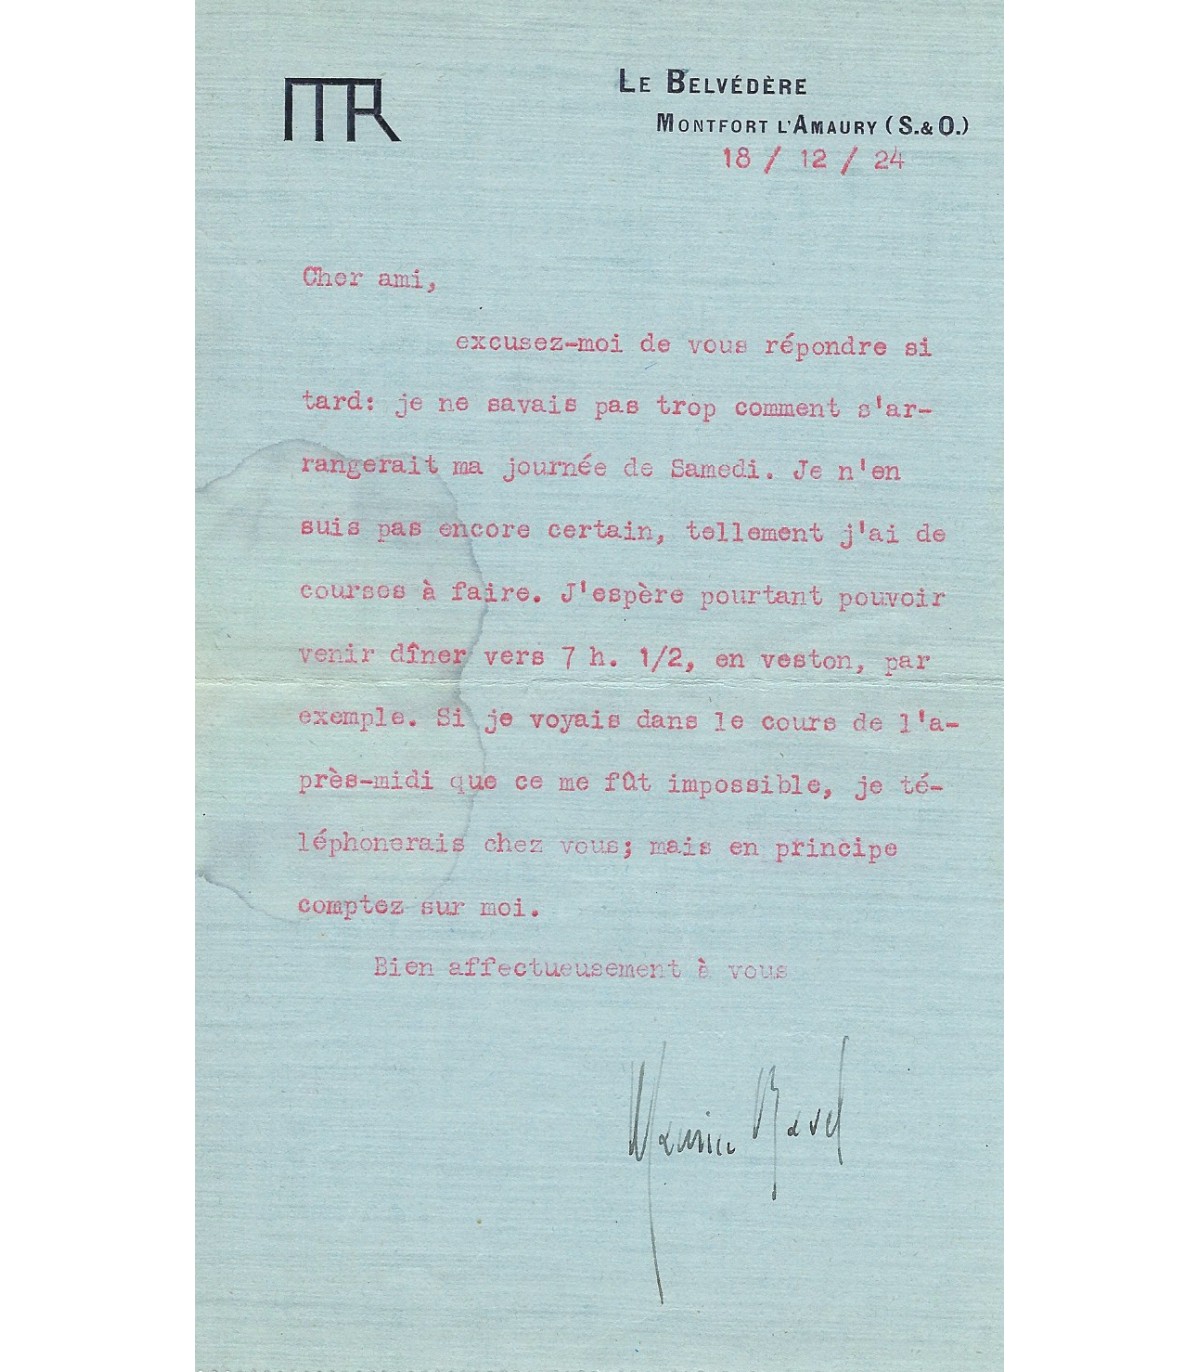 MR
LE BELVÉDÈRE
MONTFORT L'AMAURY (S.&O.)
18 / 12 / 24
Cher ami,
excusez-moi de vous répondre si
tard: je ne savais pas trop comment s'ar-
rangerait ma journée de Samedi. Je n'en
suis pas encore certain, tellement j'ai de
courses à faire. J'espère pourtant pouvoir
venir dîner vers 7 h. 1/2, en veston, par
exemple. Si je voyais dans le cours de l'a-
près-midi que ce me fût impossible, je té-
léphonerais chez vous; mais en principe
comptez sur moi.
Bien affectueusement à vous
Maurice Ravel